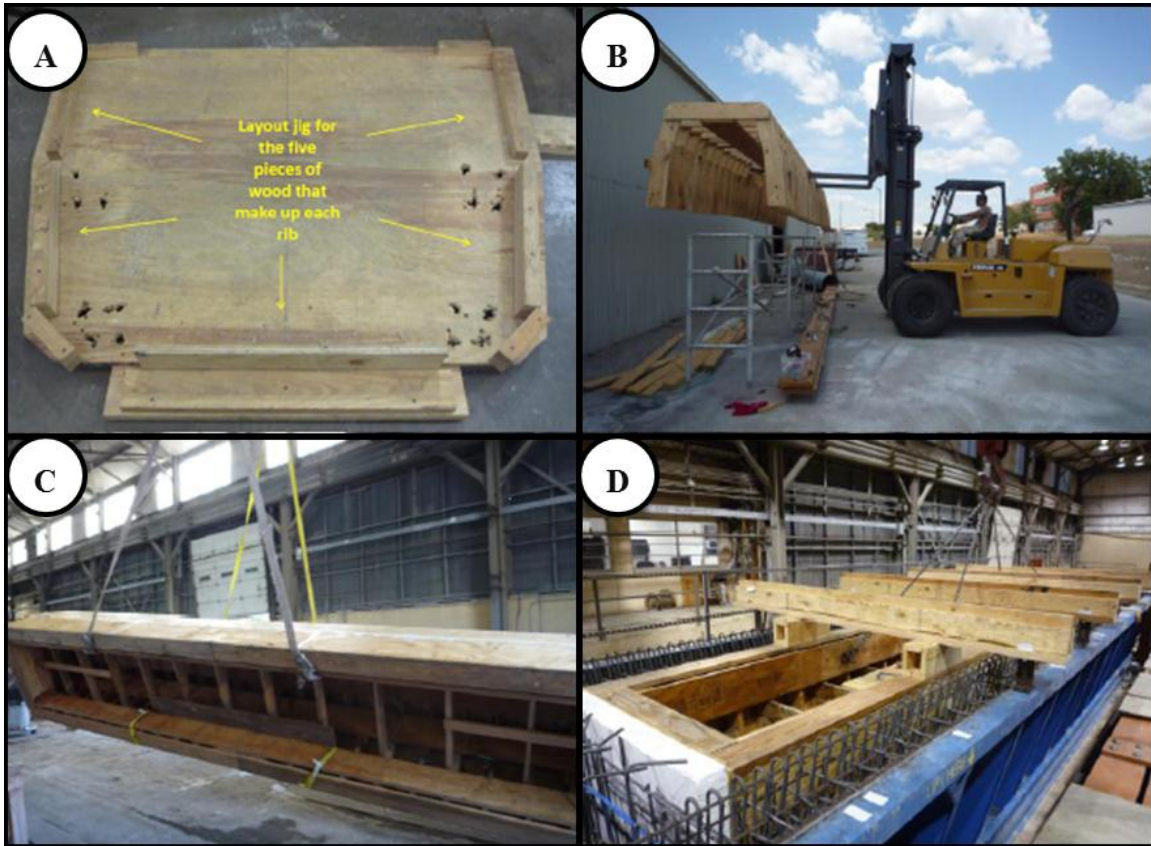 A
Layout jig for
the five
pieces of
wood that
make up each
rib
B
C
D